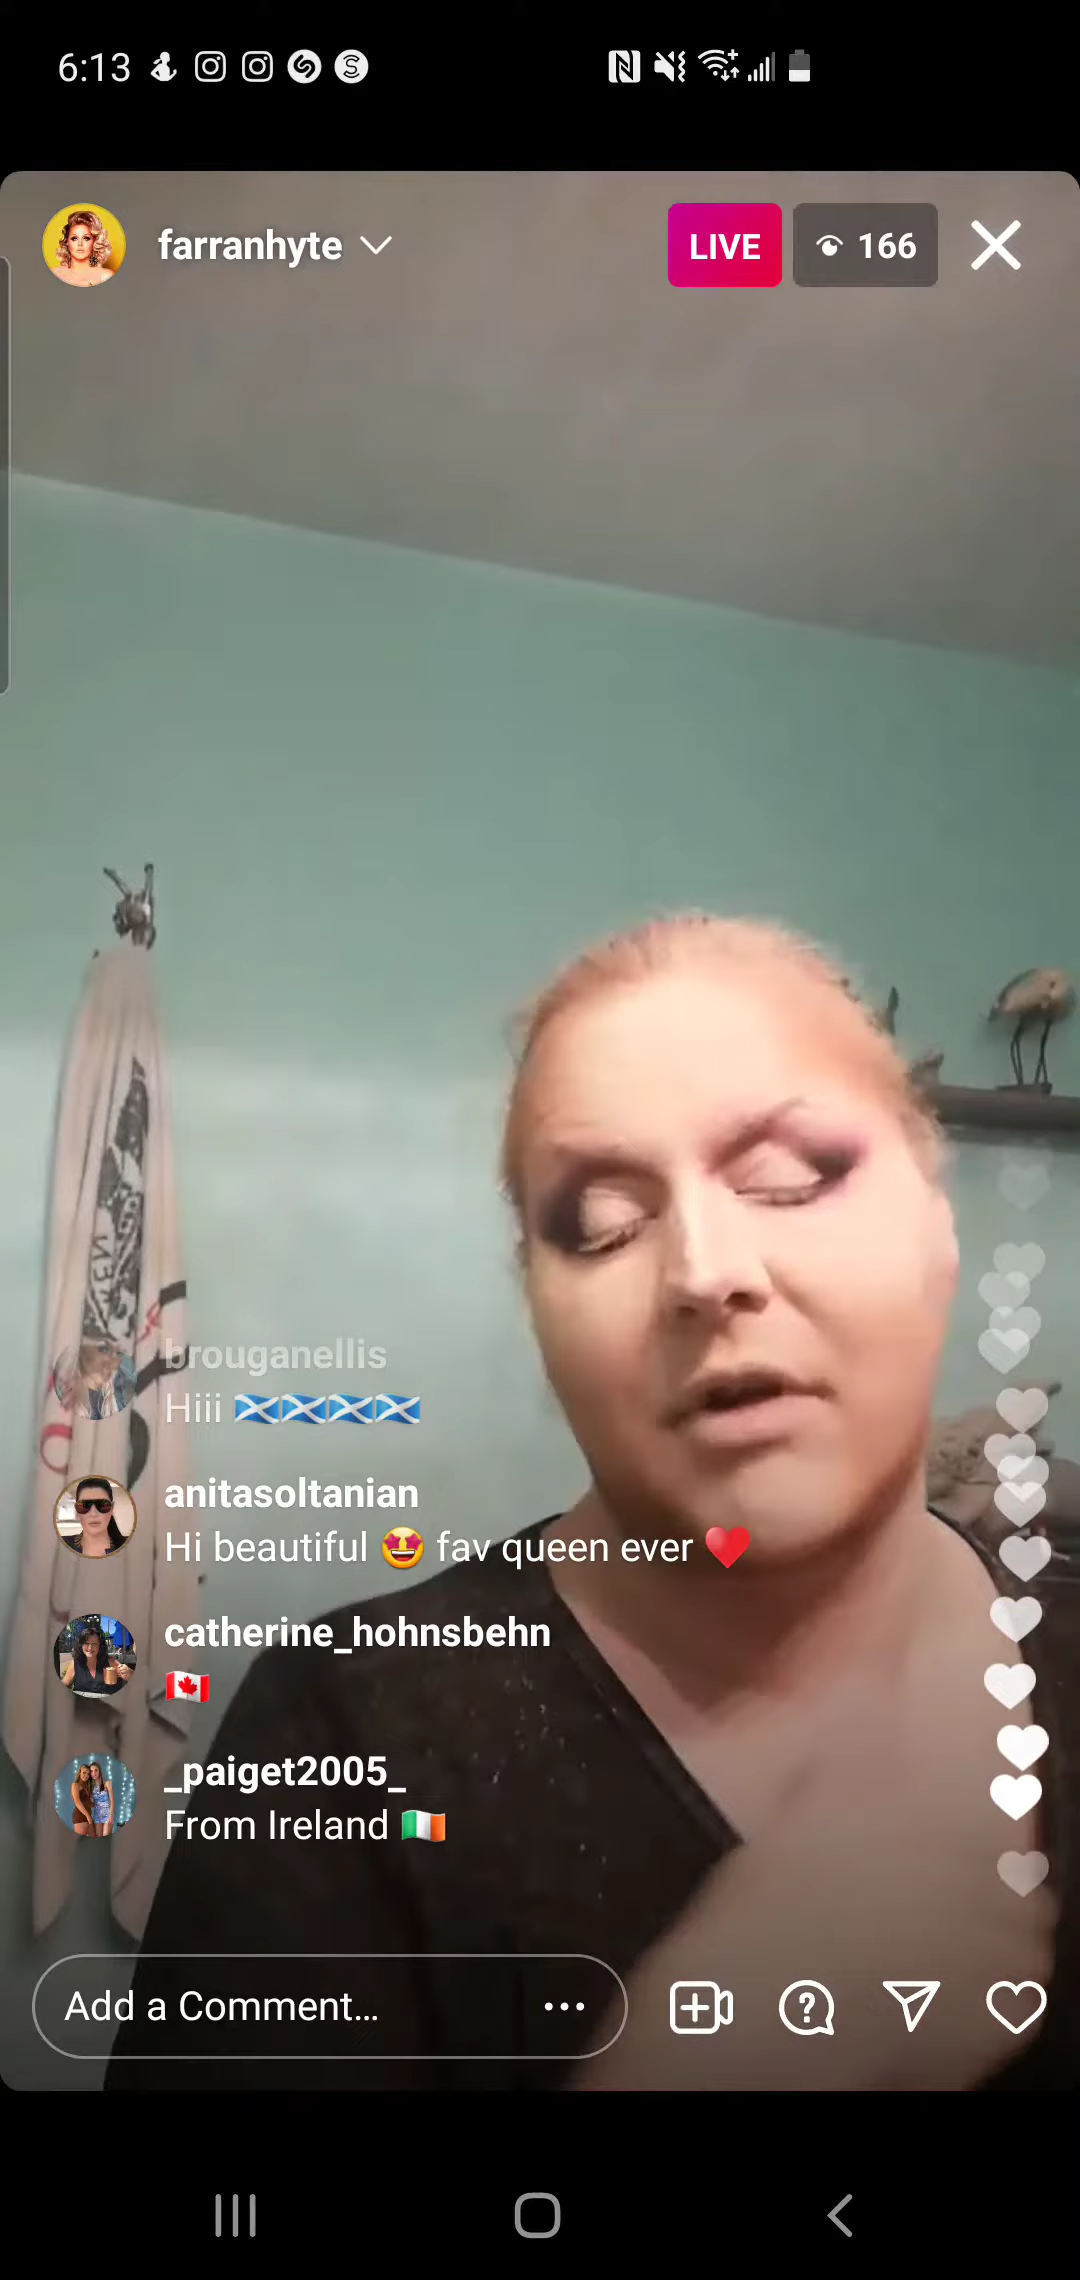 6:13
farranhyte
LIVE
166
brouganellis
Hiii 🏴󠁧󠁢󠁳󠁣󠁴󠁿🏴󠁧󠁢󠁳󠁣󠁴󠁿🏴󠁧󠁢󠁳󠁣󠁴󠁿🏴󠁧󠁢󠁳󠁣󠁴󠁿
anitasoltanian
Hi beautiful 🤩 fav queen ever ♥️
catherine_hohnsbehn
🇨🇦
_paiget2005_
From Ireland 🇮🇪
Add a Comment...